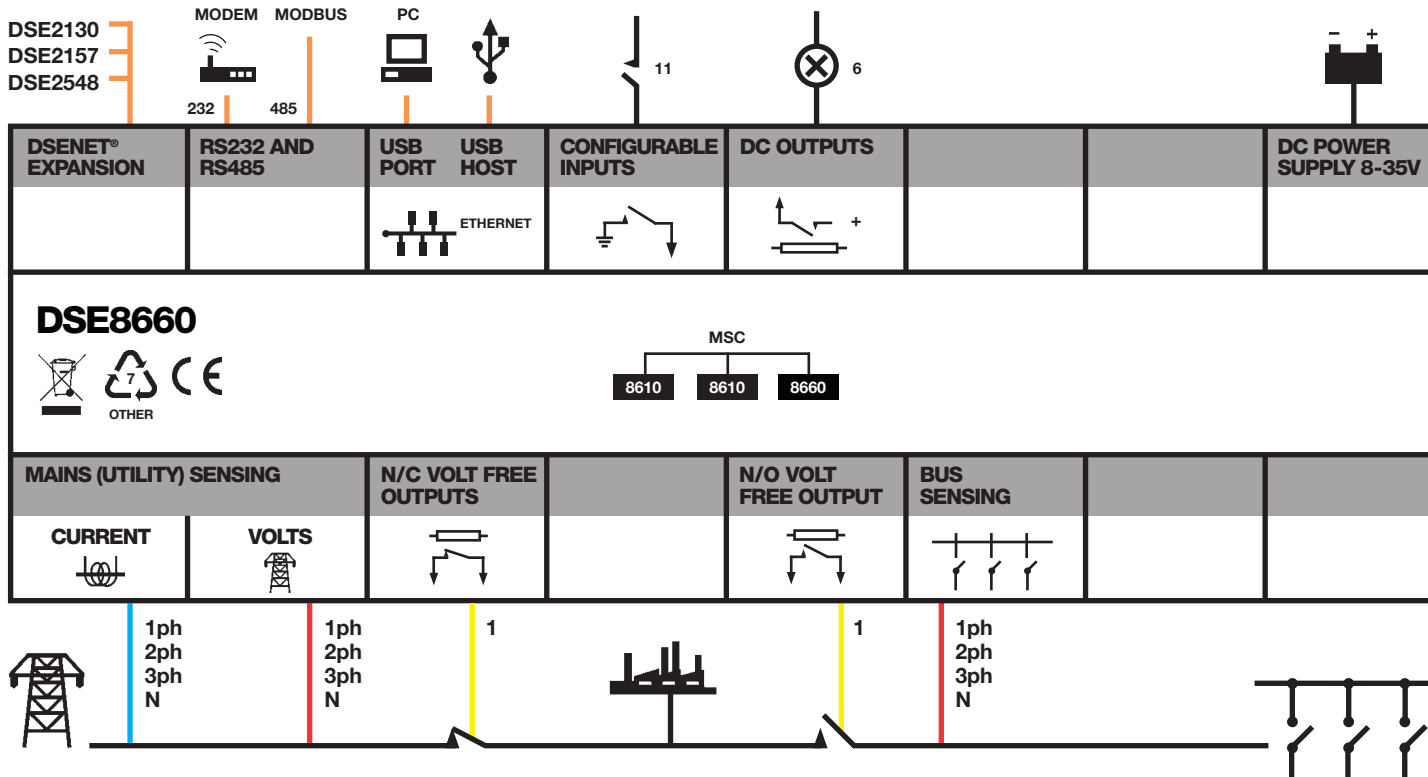 DSE2130
DSE2157
DSE2548
MODEM
MODBUS
PC
11
6
- +
232
485
DSENET®
EXPANSION
RS232 AND
RS485
USB
PORT
USB
HOST
CONFIGURABLE
INPUTS
DC OUTPUTS
DC POWER
SUPPLY 8-35V
ETHERNET
+
DSE8660
7
OTHER
CE
MSC
8610
8610
8660
MAINS (UTILITY) SENSING
N/C VOLT FREE
OUTPUTS
N/O VOLT
FREE OUTPUT
BUS
SENSING
CURRENT
VOLTS
1ph
2ph
3ph
N
1ph
2ph
3ph
N
1
1
1ph
2ph
3ph
N